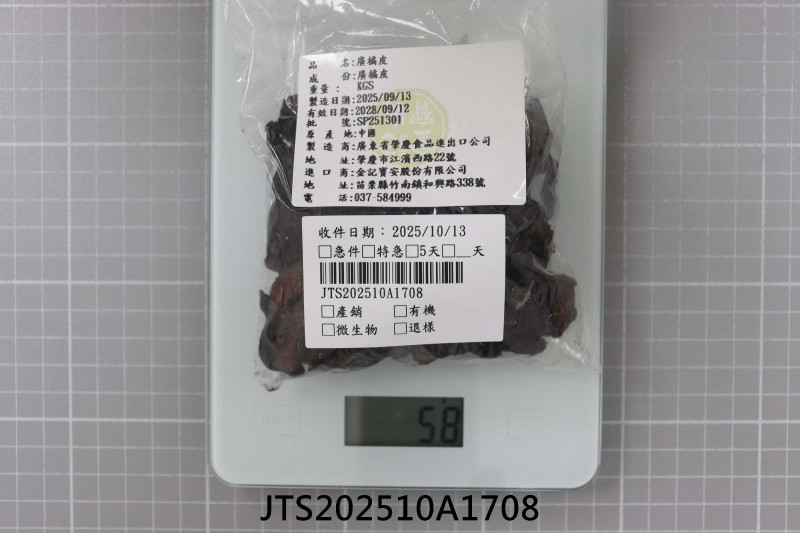 品　　名:廣橘皮
成　　份:廣橘皮
重量:　KGS
製造日期:2025/09/13
有效日期:2028/09/12
批　　號:SP251301
原 產 地:中國
製 造 商:廣東省肇慶食品進出口公司
地　　址:肇慶市江濱西路22號
進 口 商:金記寶安股份有限公司
地　　址:苗栗縣竹南鎮和興路338號
電　　話:037-584999
收件日期:2025/10/13
□急件□特急□5天□__天
JTS202510A1708
□產銷　□有機
□微生物　□退樣
58
JTS202510A1708